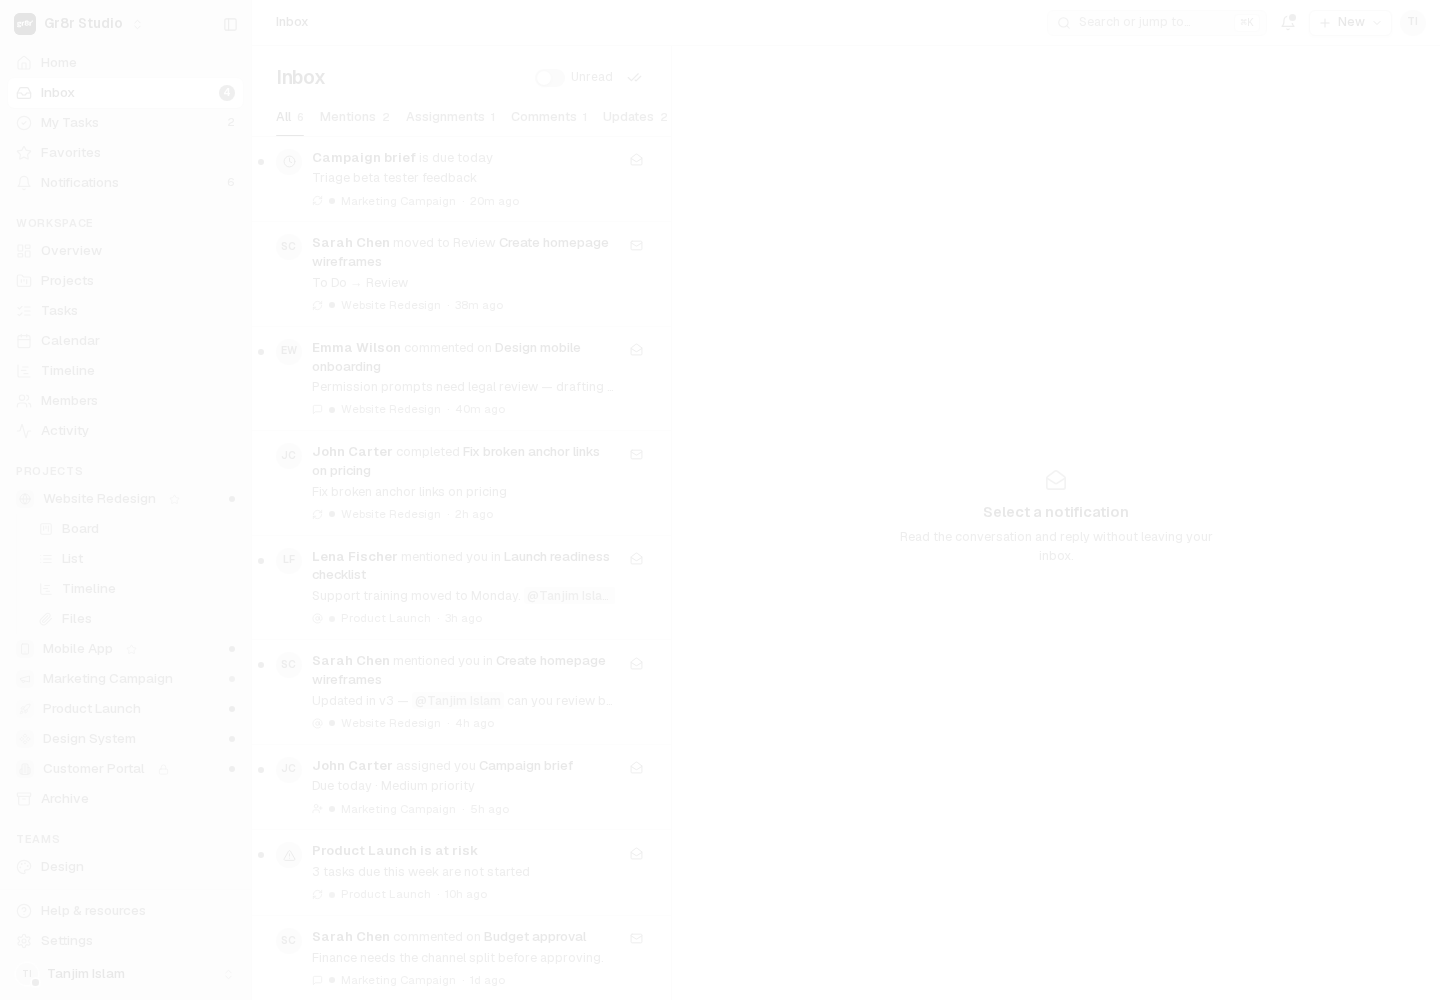 Gr8r Studio
Home
Inbox 4
My Tasks 2
Favorites
Notifications 6
WORKSPACE
Overview
Projects
Tasks
Calendar
Timeline
Members
Activity
PROJECTS
Website Redesign
Board
List
Timeline
Files
Mobile App
Marketing Campaign
Product Launch
Design System
Customer Portal
Archive
TEAMS
Design
Help & resources
Settings
TI Tanjim Islam
Inbox
Search or jump to... ⌘K
New
TI
Inbox
Unread
All 6 Mentions 2 Assignments 1 Comments 1 Updates 2
Campaign brief is due today
Triage beta tester feedback
Marketing Campaign · 20m ago
SC Sarah Chen moved to Review Create homepage
wireframes
To Do → Review
Website Redesign · 38m ago
EW Emma Wilson commented on Design mobile
onboarding
Permission prompts need legal review — drafting ...
Website Redesign · 40m ago
JC John Carter completed Fix broken anchor links
on pricing
Fix broken anchor links on pricing
Website Redesign · 2h ago
LF Lena Fischer mentioned you in Launch readiness
checklist
Support training moved to Monday. @Tanjim Isla...
Product Launch · 3h ago
SC Sarah Chen mentioned you in Create homepage
wireframes
Updated in v3 — @Tanjim Islam can you review b...
Website Redesign · 4h ago
JC John Carter assigned you Campaign brief
Due today · Medium priority
Marketing Campaign · 5h ago
Product Launch is at risk
3 tasks due this week are not started
Product Launch · 10h ago
SC Sarah Chen commented on Budget approval
Finance needs the channel split before approving.
Marketing Campaign · 1d ago
Select a notification
Read the conversation and reply without leaving your
inbox.